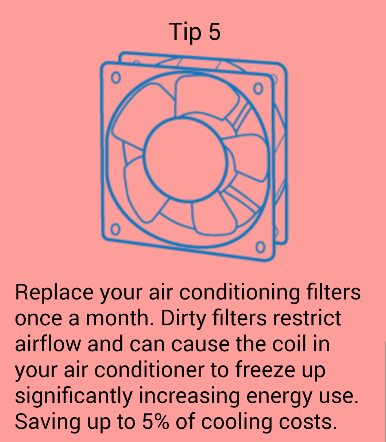 Tip 5
Replace your air conditioning filters
once a month. Dirty filters restrict
airflow and can cause the coil in
your air conditioner to freeze up
significantly increasing energy use.
Saving up to 5% of cooling costs.